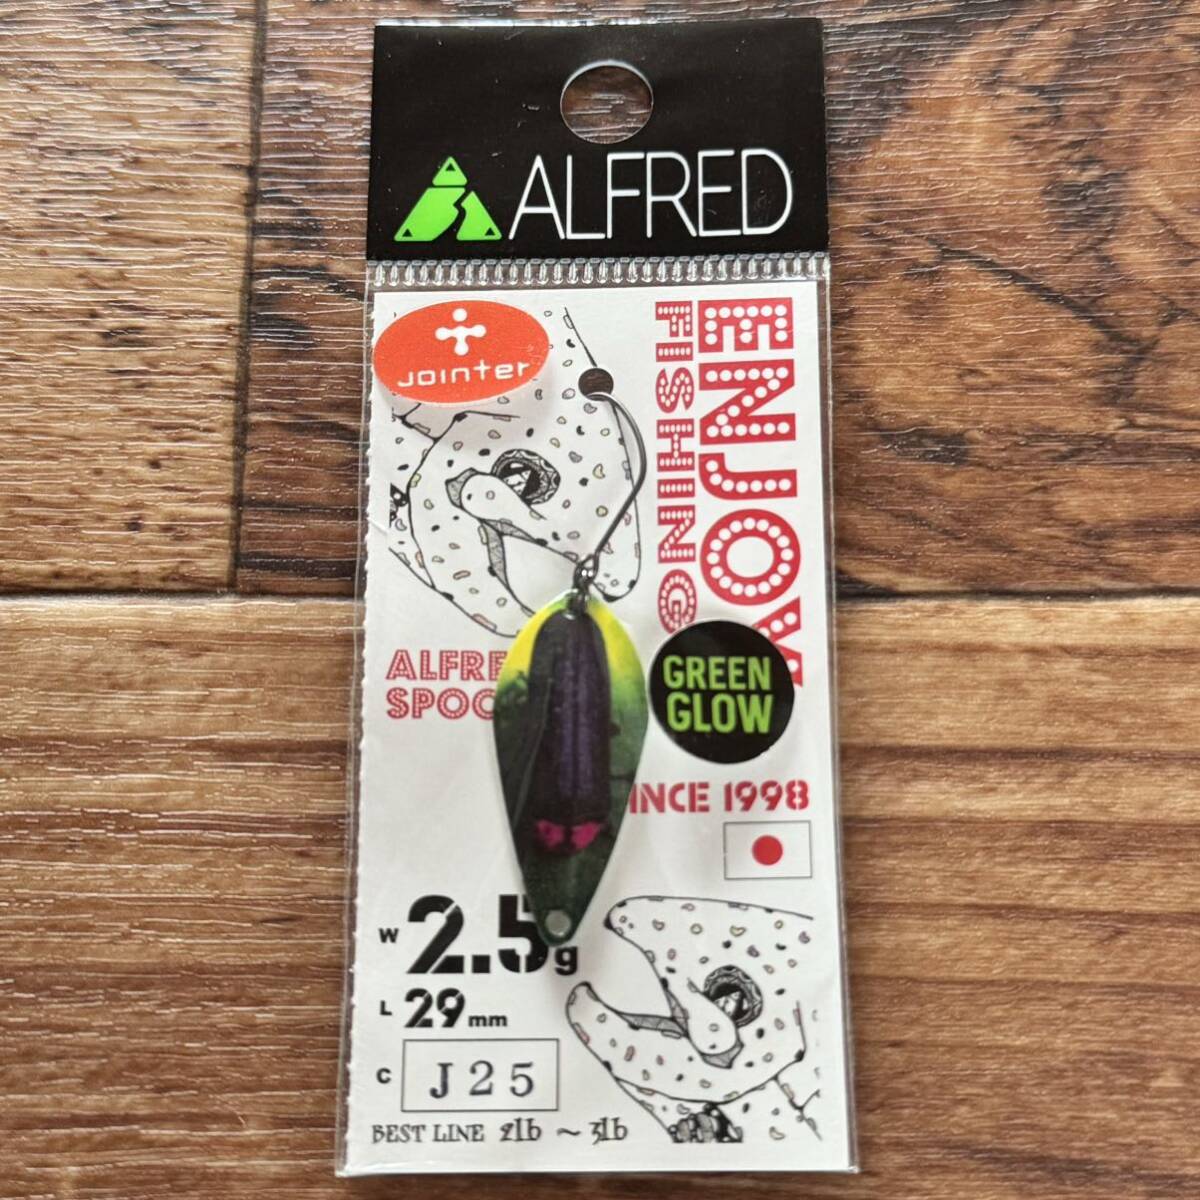 ALFRED
Jointer
ENJOY
FISHING
ALFRE
SPOO
GREEN
GLOW
INCE 1998
W 2.5g
L 29mm
C J25
BEST LINE 2lb ~ 3lb